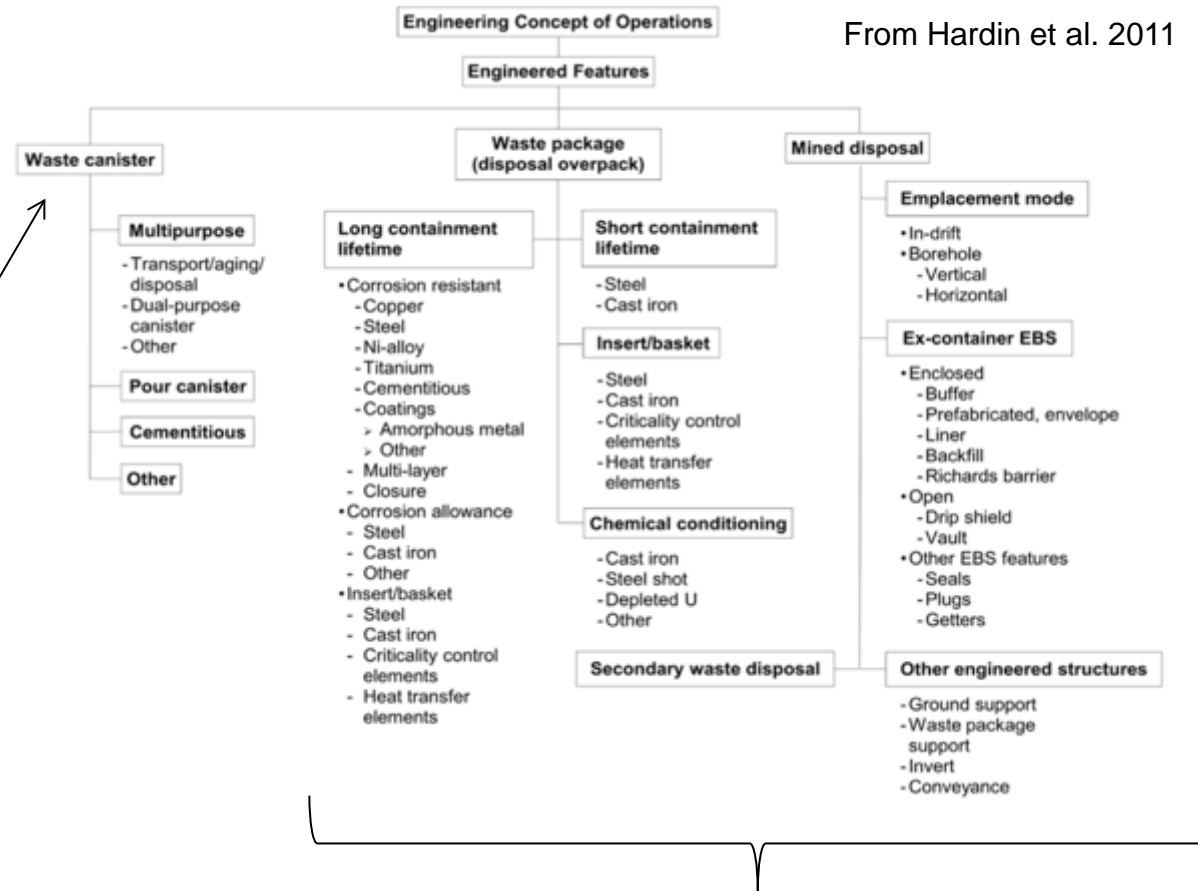 Engineering Concept of Operations
From Hardin et al. 2011
Engineered Features
Waste canister
Multipurpose
-Transport/aging/
disposal
-Dual-purpose
canister
-Other
Pour canister
Cementitious
Other
Waste package
(disposal overpack)
Long containment
lifetime
•Corrosion resistant
-Copper
-Steel
-Ni-alloy
-Titanium
-Cementitious
-Coatings
➢ Amorphous metal
➢ Other
- Multi-layer
- Closure
•Corrosion allowance
- Steel
- Cast iron
- Other
•Insert/basket
- Steel
- Cast iron
- Criticality control
elements
- Heat transfer
elements
Short containment
lifetime
-Steel
-Cast iron
Insert/basket
-Steel
-Cast iron
-Criticality control
elements
-Heat transfer
elements
Chemical conditioning
-Cast iron
-Steel shot
-Depleted U
-Other
Mined disposal
Emplacement mode
•In-drift
•Borehole
-Vertical
-Horizontal
Ex-container EBS
•Enclosed
-Buffer
-Prefabricated, envelope
-Liner
-Backfill
-Richards barrier
•Open
-Drip shield
-Vault
•Other EBS features
-Seals
-Plugs
-Getters
Secondary waste disposal
Other engineered structures
-Ground support
-Waste package
support
-Invert
-Conveyance